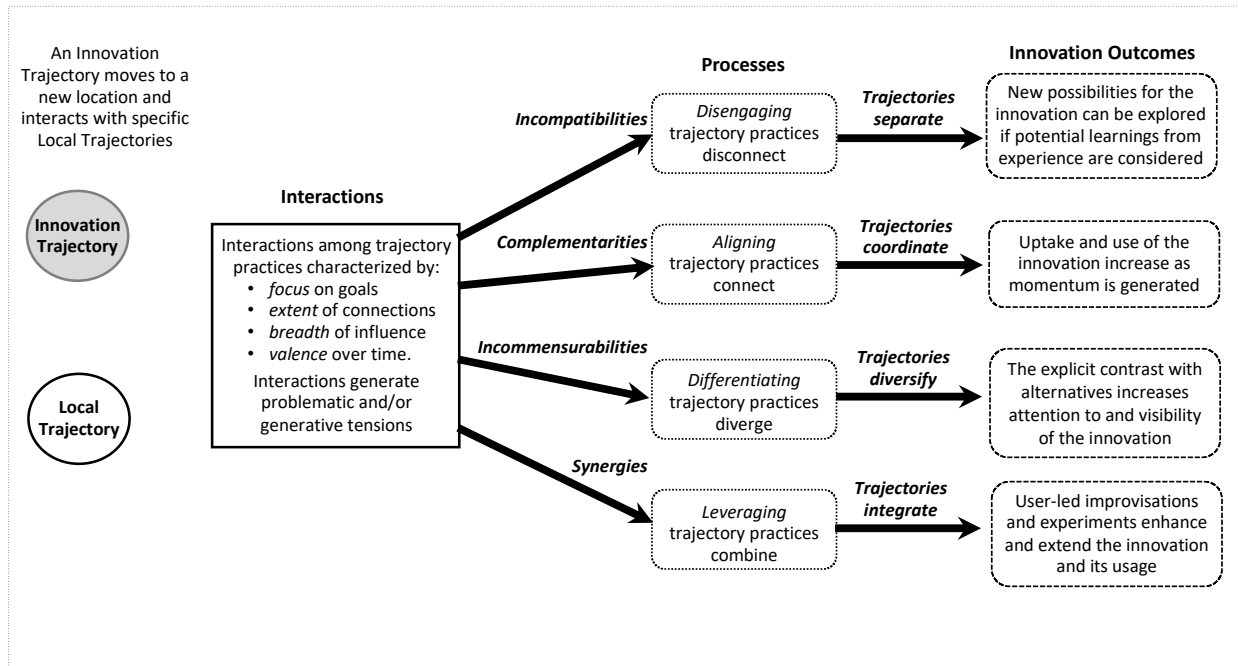 An Innovation
Trajectory moves to a
new location and
interacts with specific
Local Trajectories
Innovation
Trajectory
Local
Trajectory
Interactions
Interactions among trajectory
practices characterized by:
• focus on goals
• extent of connections
• breadth of influence
• valence over time.
Interactions generate
problematic and/or
generative tensions
Incompatibilities
Complementarities
Incommensurabilities
Synergies
Processes
Disengaging
trajectory practices
disconnect
Aligning
trajectory practices
connect
Differentiating
trajectory practices
diverge
Leveraging
trajectory practices
combine
Trajectories
separate
Trajectories
coordinate
Trajectories
diversify
Trajectories
integrate
Innovation Outcomes
New possibilities for the
innovation can be explored
if potential learnings from
experience are considered
Uptake and use of the
innovation increase as
momentum is generated
The explicit contrast with
alternatives increases
attention to and visibility
of the innovation
User-led improvisations
and experiments enhance
and extend the innovation
and its usage